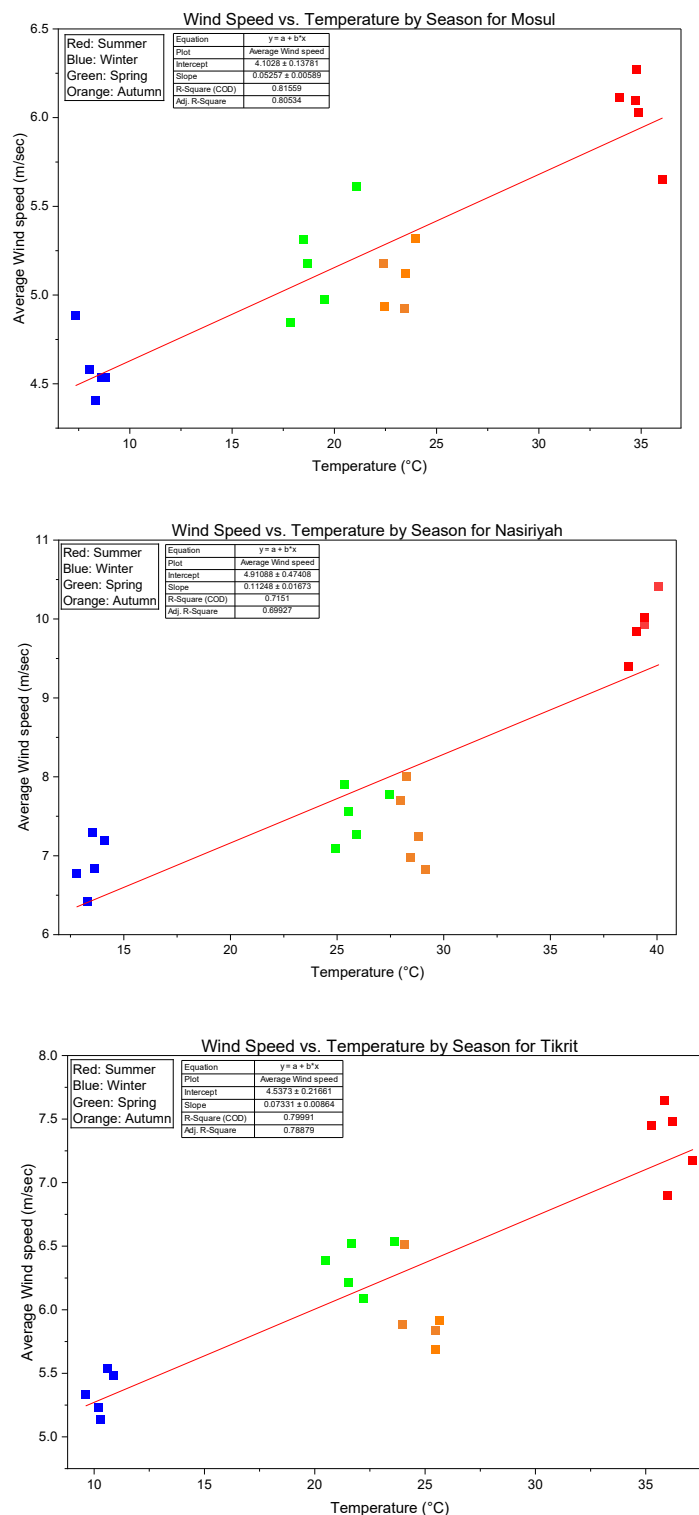 Wind Speed vs. Temperature by Season for Mosul
Red: Summer
Blue: Winter
Green: Spring
Orange: Autumn
Equation y = a + b*x
Plot Average Wind speed
Intercept 4.1028 ± 0.13781
Slope 0.05257 ± 0.00589
R-Square (COD) 0.81559
Adj. R-Square 0.80534
Average Wind speed (m/sec)
6.5
6.0
5.5
5.0
4.5
10 15 20 25 30 35
Temperature (°C)
Wind Speed vs. Temperature by Season for Nasiriyah
Red: Summer
Blue: Winter
Green: Spring
Orange: Autumn
Equation y = a + b*x
Plot Average Wind speed
Intercept 4.91088 ± 0.47408
Slope 0.11248 ± 0.01673
R-Square (COD) 0.7151
Adj. R-Square 0.69927
Average Wind speed (m/sec)
11
10
9
8
7
6
15 20 25 30 35 40
Temperature (°C)
Wind Speed vs. Temperature by Season for Tikrit
Red: Summer
Blue: Winter
Green: Spring
Orange: Autumn
Equation y = a + b*x
Plot Average Wind speed
Intercept 4.5373 ± 0.21661
Slope 0.07331 ± 0.00864
R-Square (COD) 0.79991
Adj. R-Square 0.78879
Average Wind speed (m/sec)
8.0
7.5
7.0
6.5
6.0
5.5
5.0
10 15 20 25 30 35
Temperature (°C)